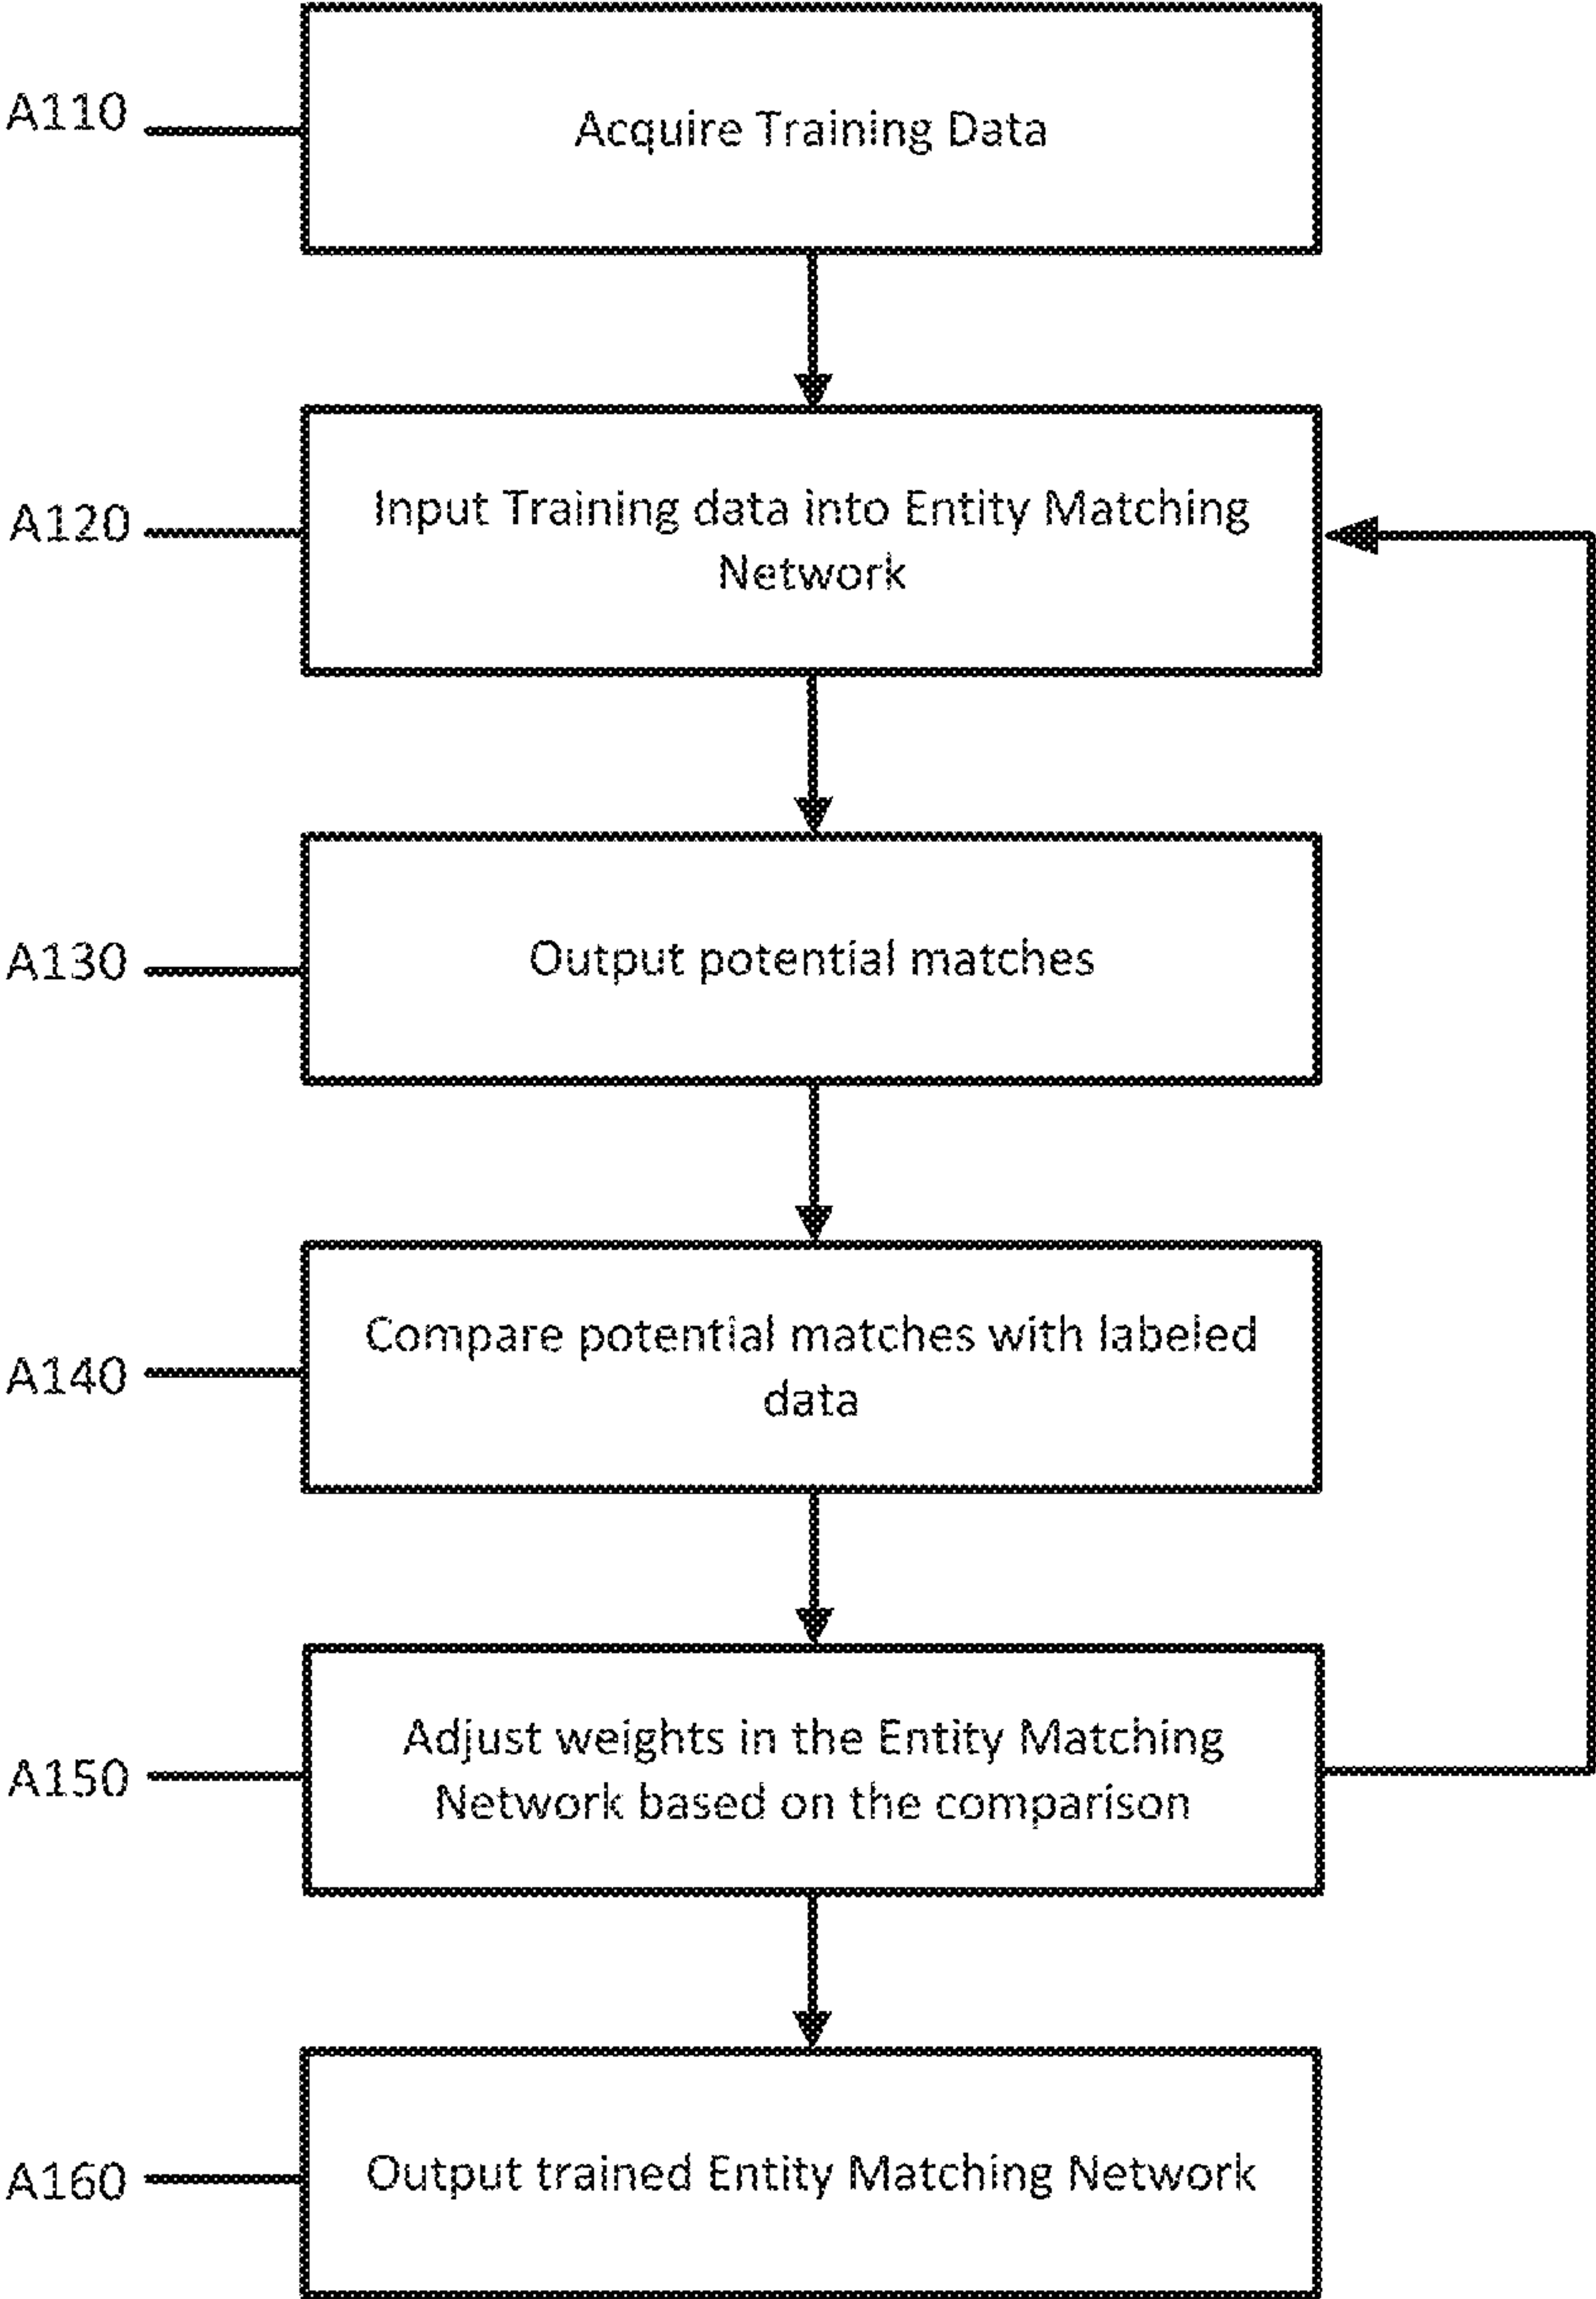 A110
Acquire Training Data
A120
Input Training data into Entity Matching
Network
A130
Output potential matches
A140
Compare potential matches with labeled
data
A150
Adjust weights in the Entity Matching
Network based on the comparison
A160
Output trained Entity Matching Network